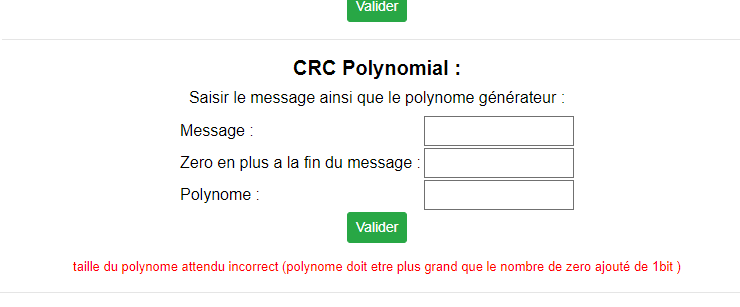 Valider
CRC Polynomial :
Saisir le message ainsi que le polynome générateur :
Message :
Zero en plus a la fin du message :
Polynome :
Valider
taille du polynome attendu incorrect (polynome doit etre plus grand que le nombre de zero ajouté de 1bit )